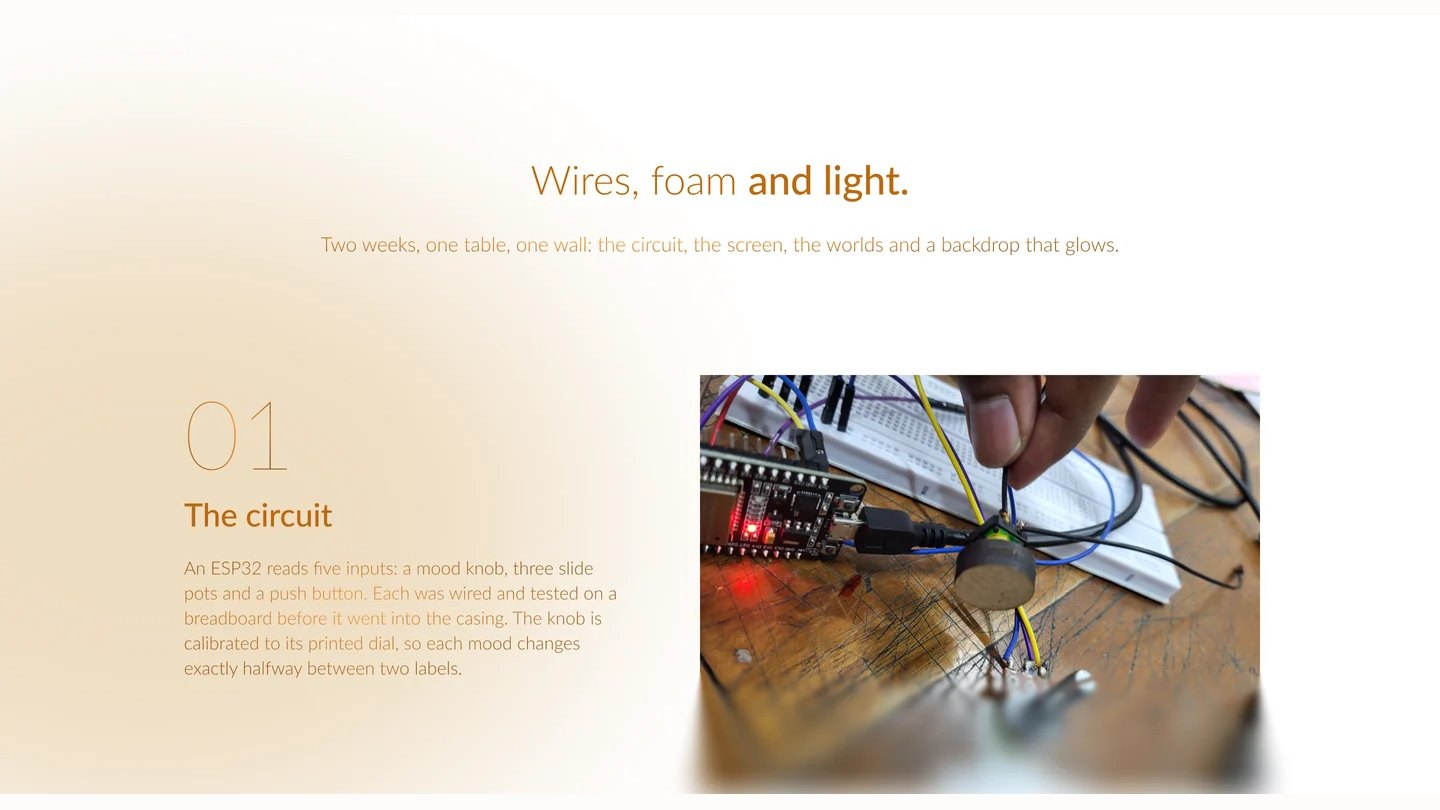 Wires, foam and light.
Two weeks, one table, one wall: the circuit, the screen, the worlds and a backdrop that glows.
01
The circuit
An ESP32 reads five inputs: a mood knob, three slide
pots and a push button. Each was wired and tested on a
breadboard before it went into the casing. The knob is
calibrated to its printed dial, so each mood changes
exactly halfway between two labels.